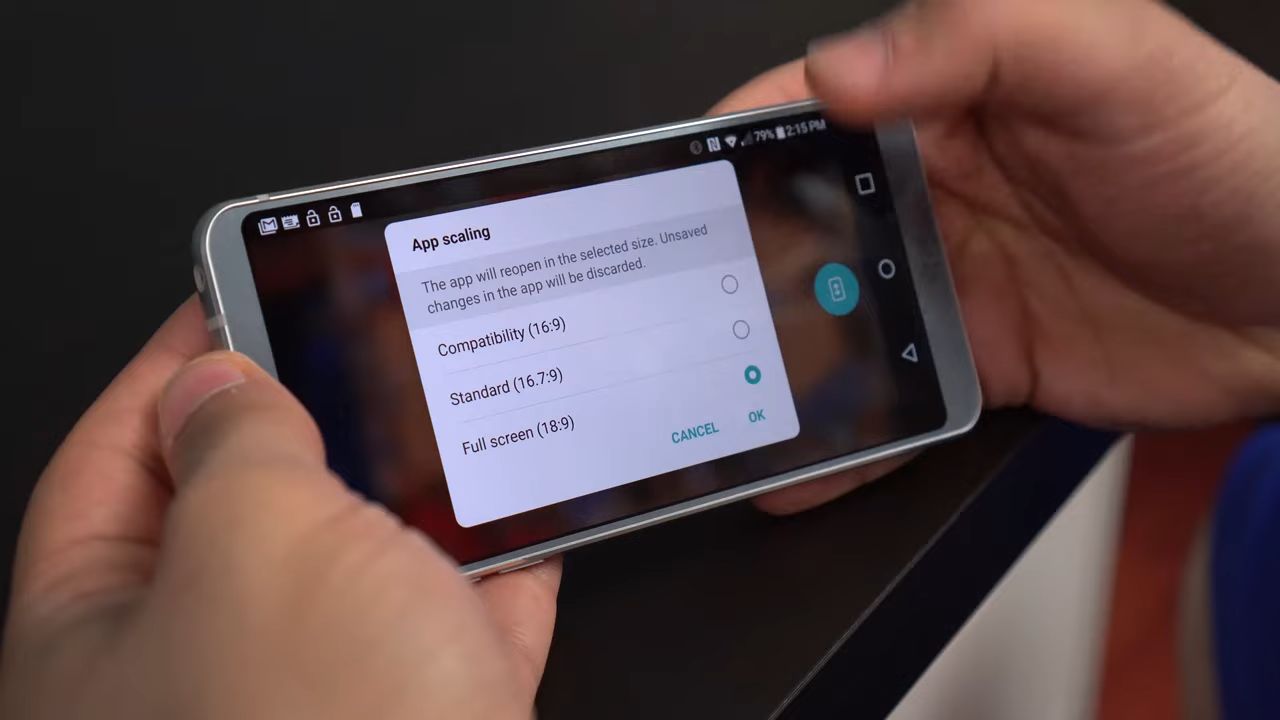 79% 2:15 PM
App scaling
The app will reopen in the selected size. Unsaved
changes in the app will be discarded.
Compatibility (16:9)
Standard (16.7:9)
Full screen (18:9)
CANCEL OK